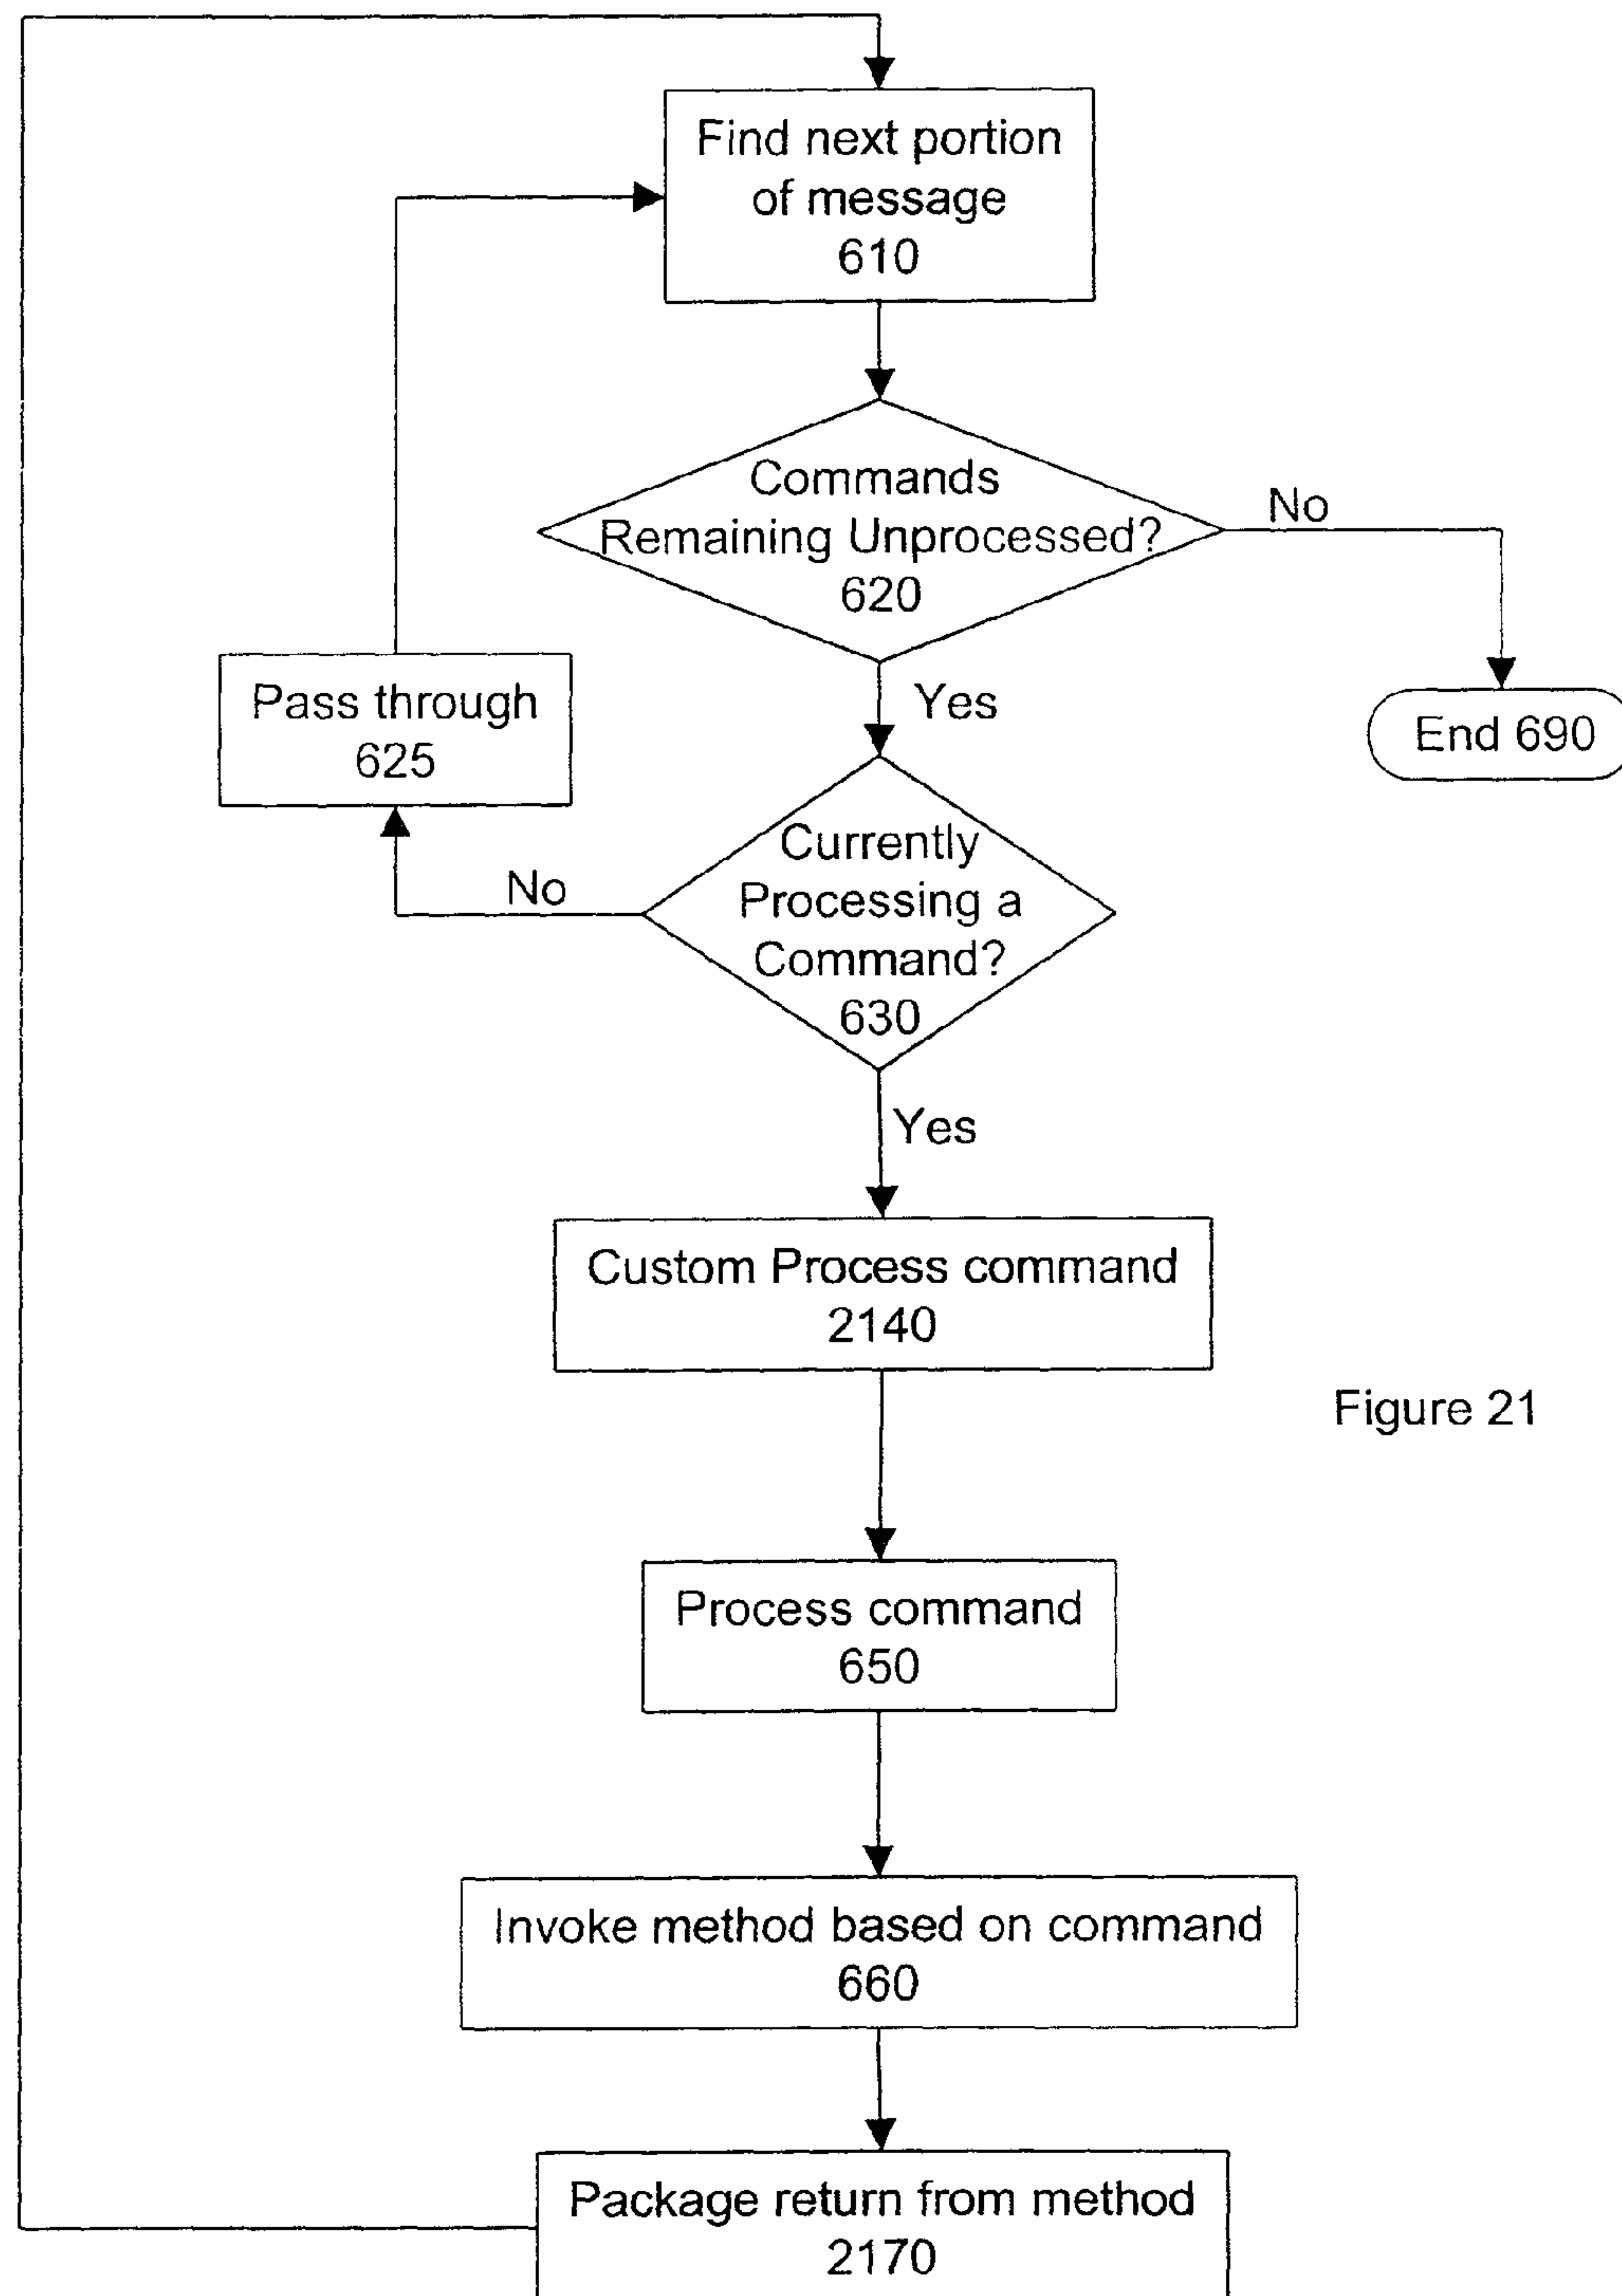 Find next portion
of message
610
Commands
Remaining Unprocessed?
620
No
Yes
End 690
Pass through
625
Currently
Processing a
Command?
630
No
Yes
Custom Process command
2140
Figure 21
Process command
650
Invoke method based on command
660
Package return from method
2170